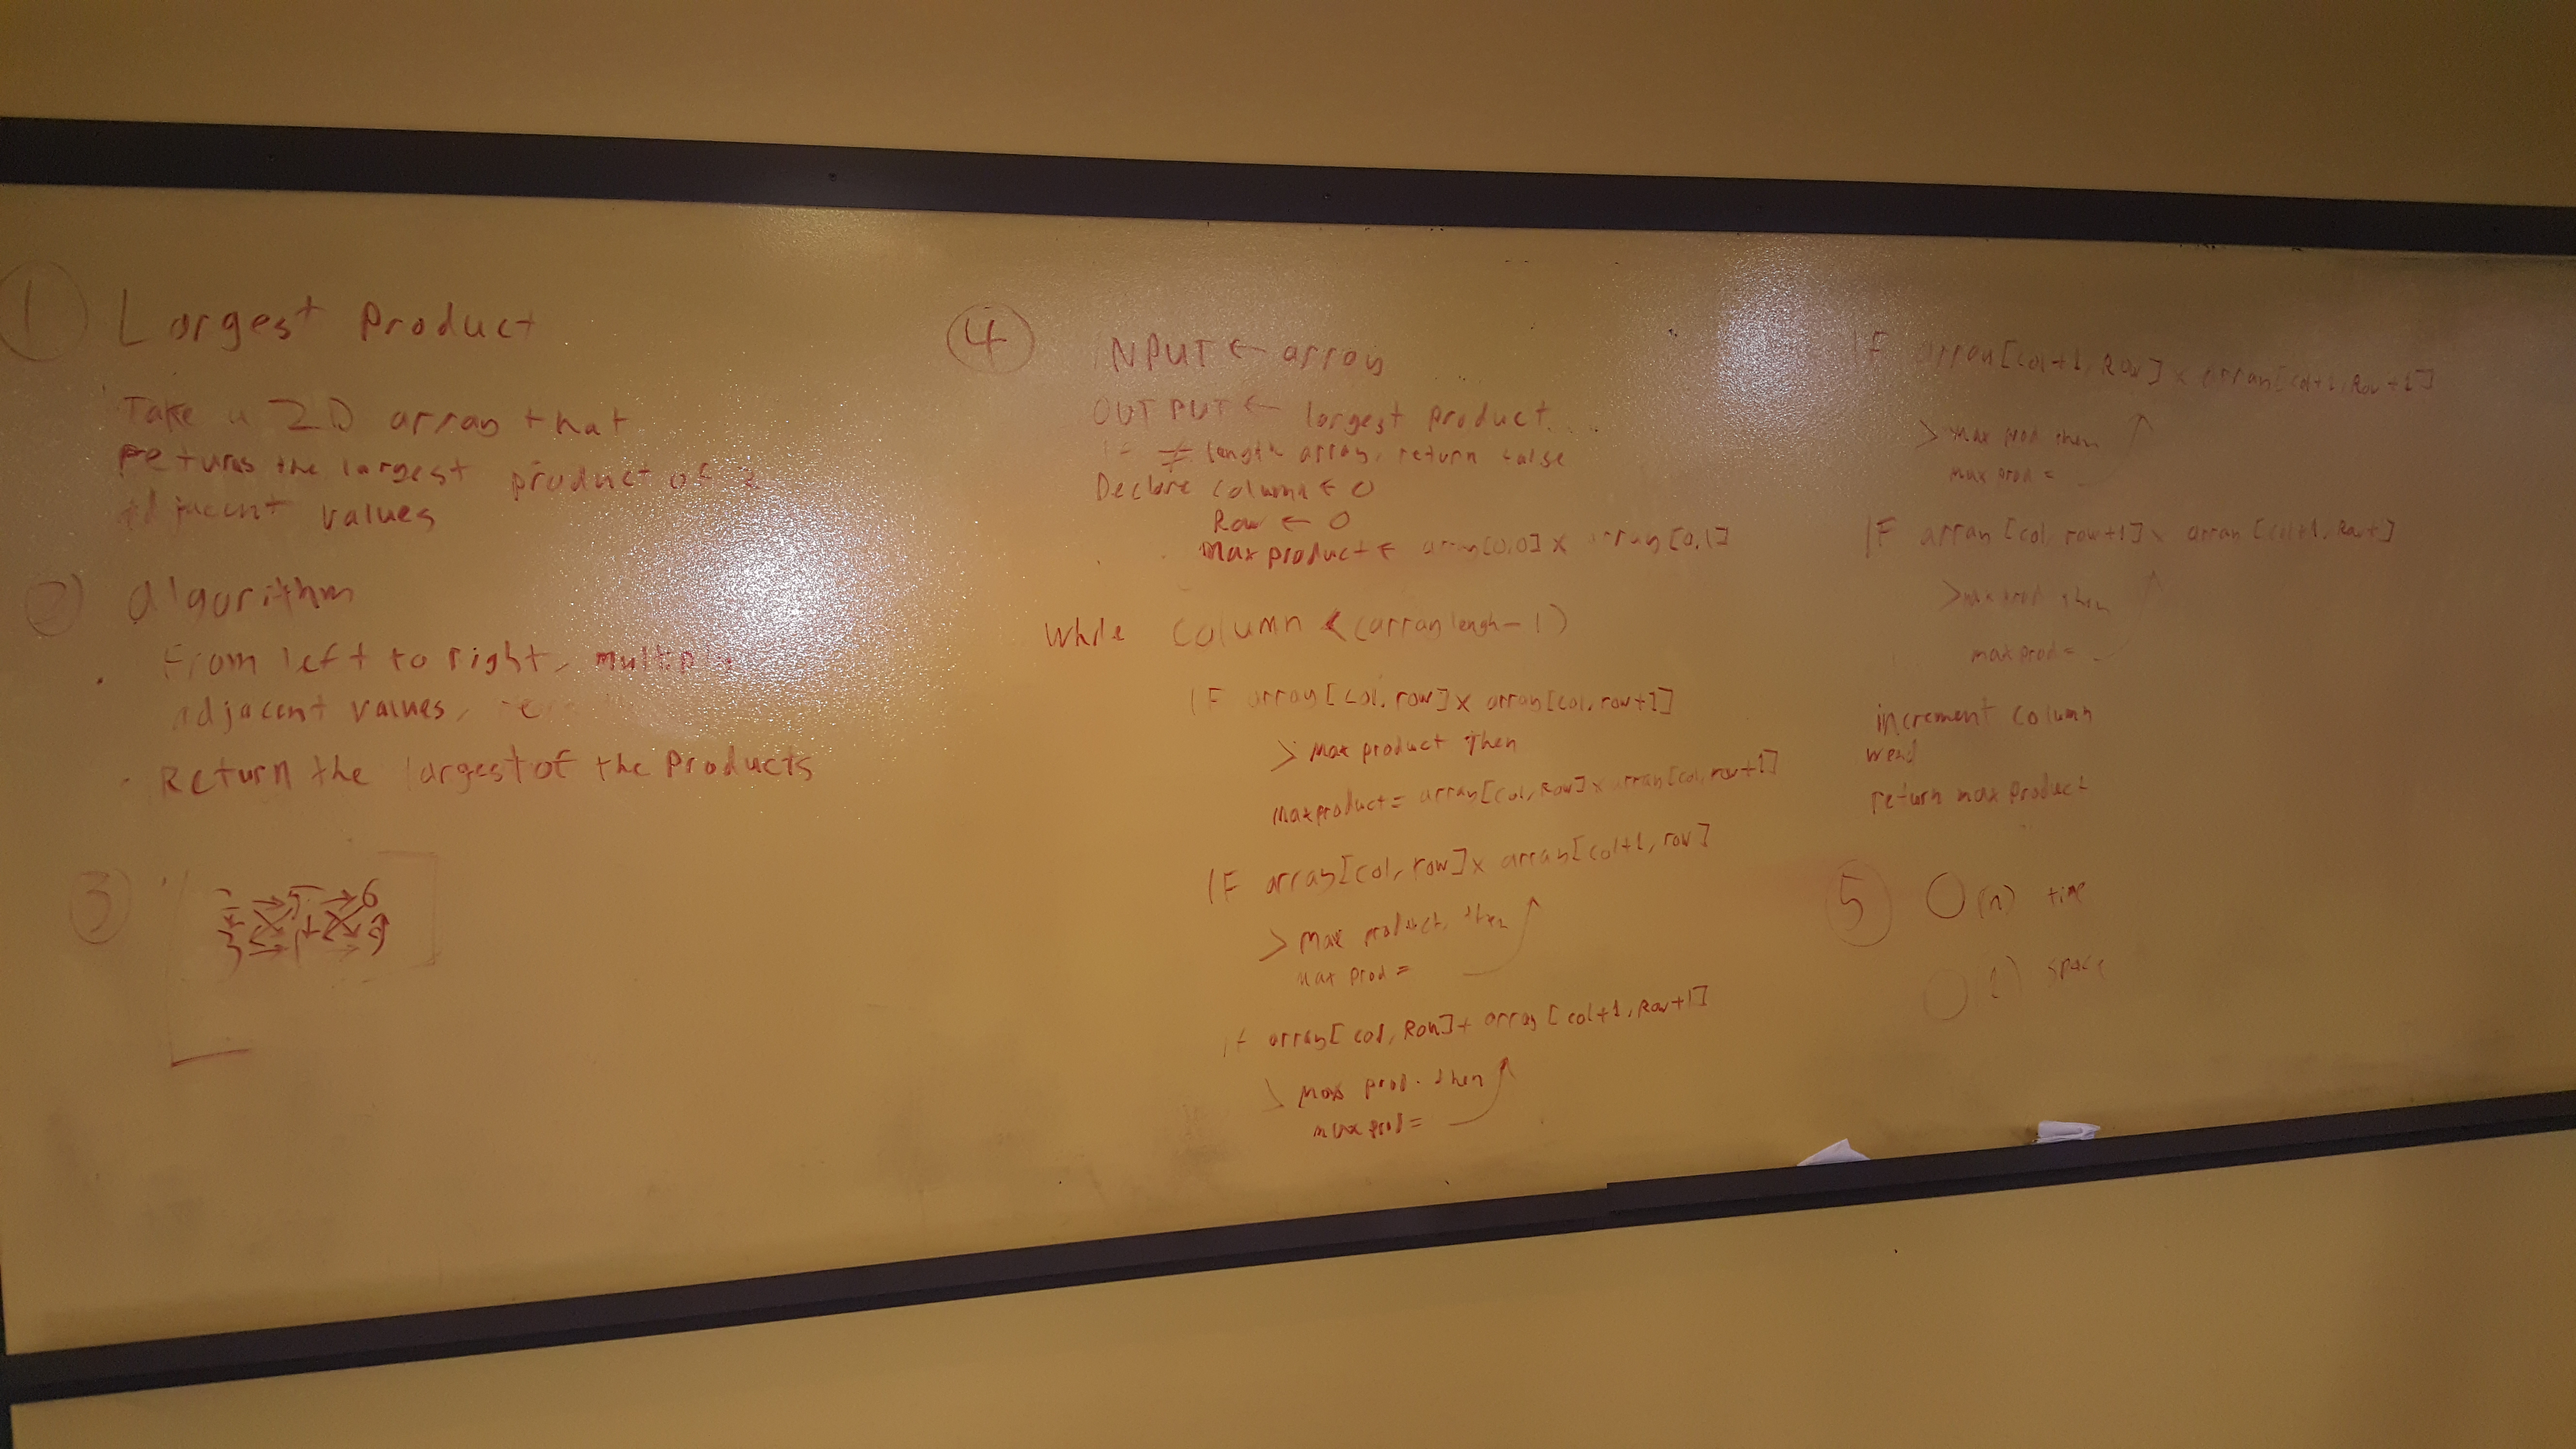 ① Largest Product
Take a 2D array that
returns the largest product of 2
adjacent values
② algorithm
From left to right, multiply
adjacent values,
Return the largest of the products
③
→ 5 → 6
3 → 1 → 9
④ INPUT ← array
OUTPUT ← largest product
IF ≠ length array, return false
Declare column ← 0
Row ← 0
Max product ← array[0,0] x array[0,1]
While column < (array lengh - 1)
IF array[col, row] x array[col, row+1]
> Max product then
Maxproduct = array[col, Row] x array[col, row+1]
IF array[col, row] x array[col+1, row]
> Max product, then
max prod =
if array[col, Row] + array[col+1, Row+1]
> Max prod. then
max prod =
IF array[col+1, Row] x array[col+1, Row+1]
> max prod then
max prod =
IF array[col, row+1] x array[col+1, Row]
> max prod then
max prod =
increment column
wend
return max product
⑤ O(n) time
O(1) space